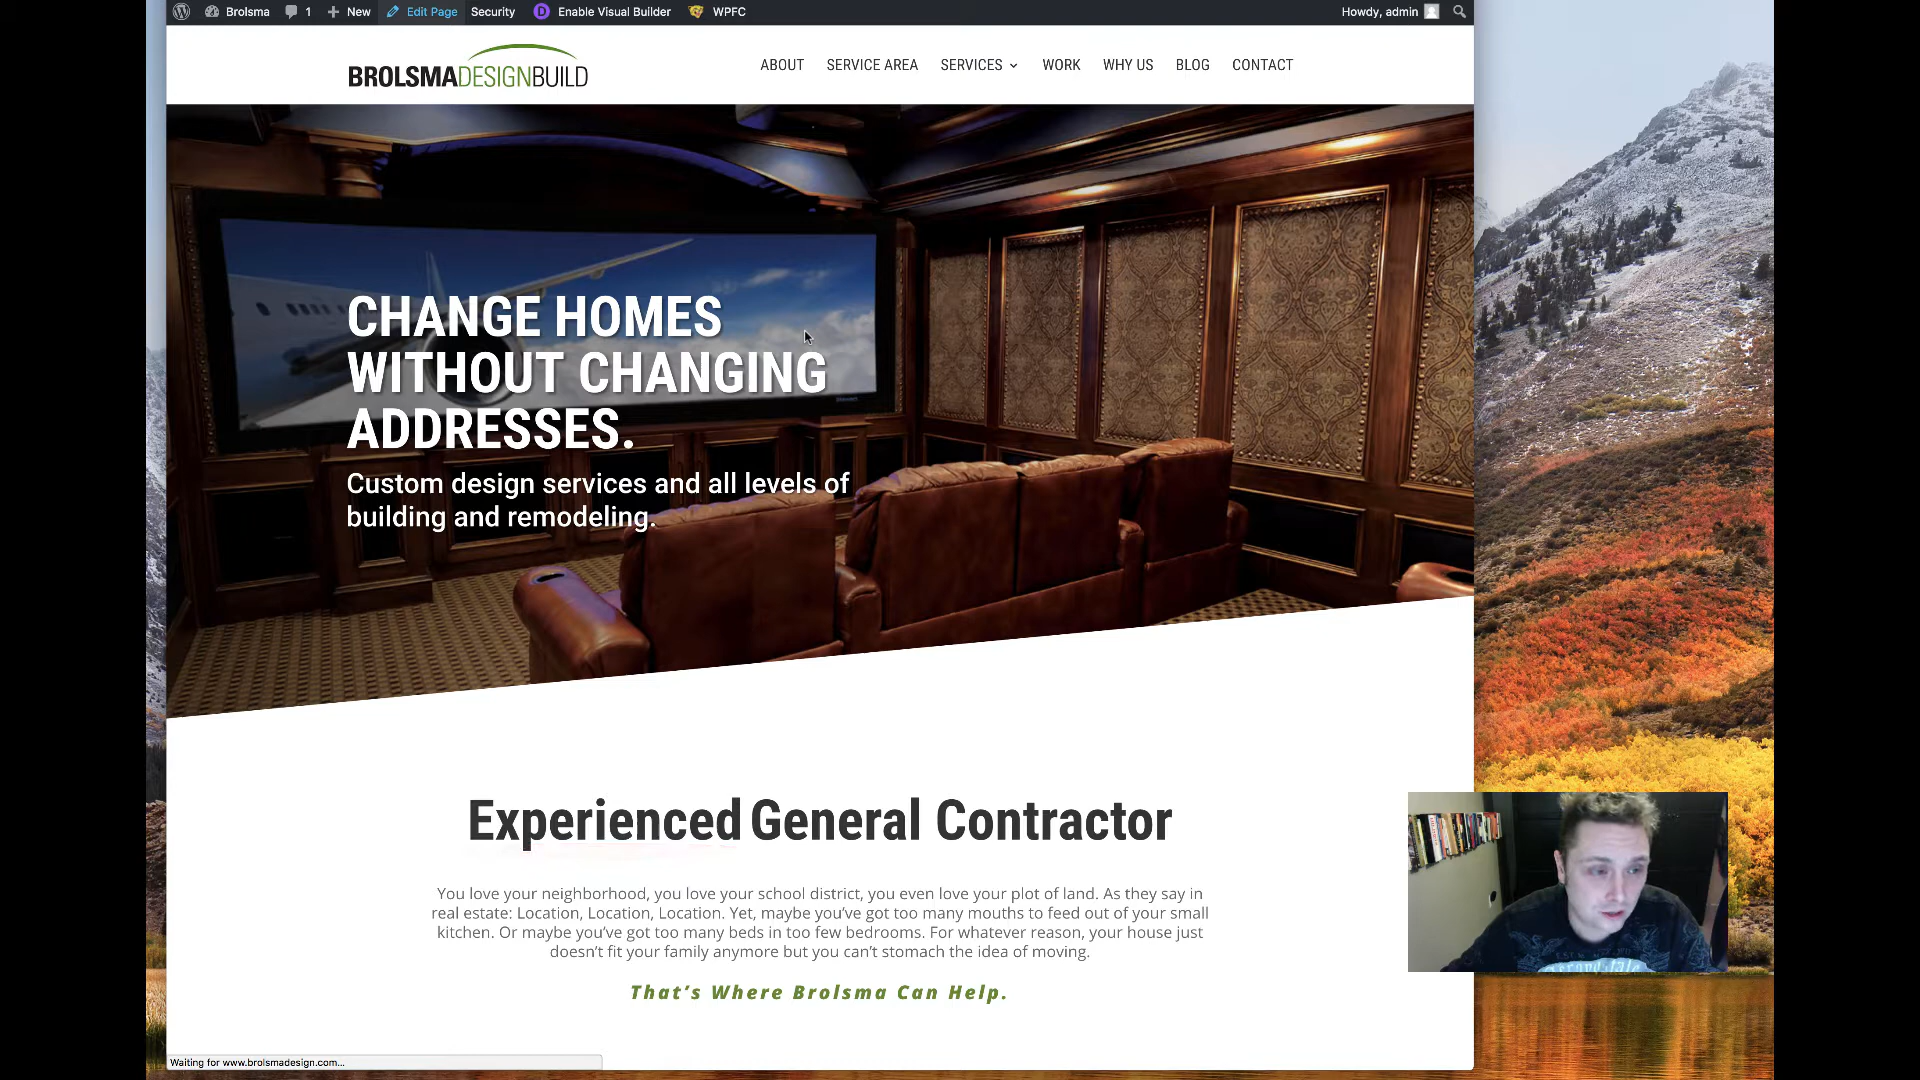 Brolsma 1 New Edit Page Security Enable Visual Builder WPFC Howdy, admin
BROLSMADESIGNBUILD
ABOUT SERVICE AREA SERVICES WORK WHY US BLOG CONTACT
CHANGE HOMES
WITHOUT CHANGING
ADDRESSES.
Custom design services and all levels of
building and remodeling.
Experienced General Contractor
You love your neighborhood, you love your school district, you even love your plot of land. As they say in
real estate: Location, Location, Location. Yet, maybe you've got too many mouths to feed out of your small
kitchen. Or maybe you've got too many beds in too few bedrooms. For whatever reason, your house just
doesn't fit your family anymore but you can't stomach the idea of moving.
That's Where Brolsma Can Help.
Waiting for www.brolsmadesign.com...